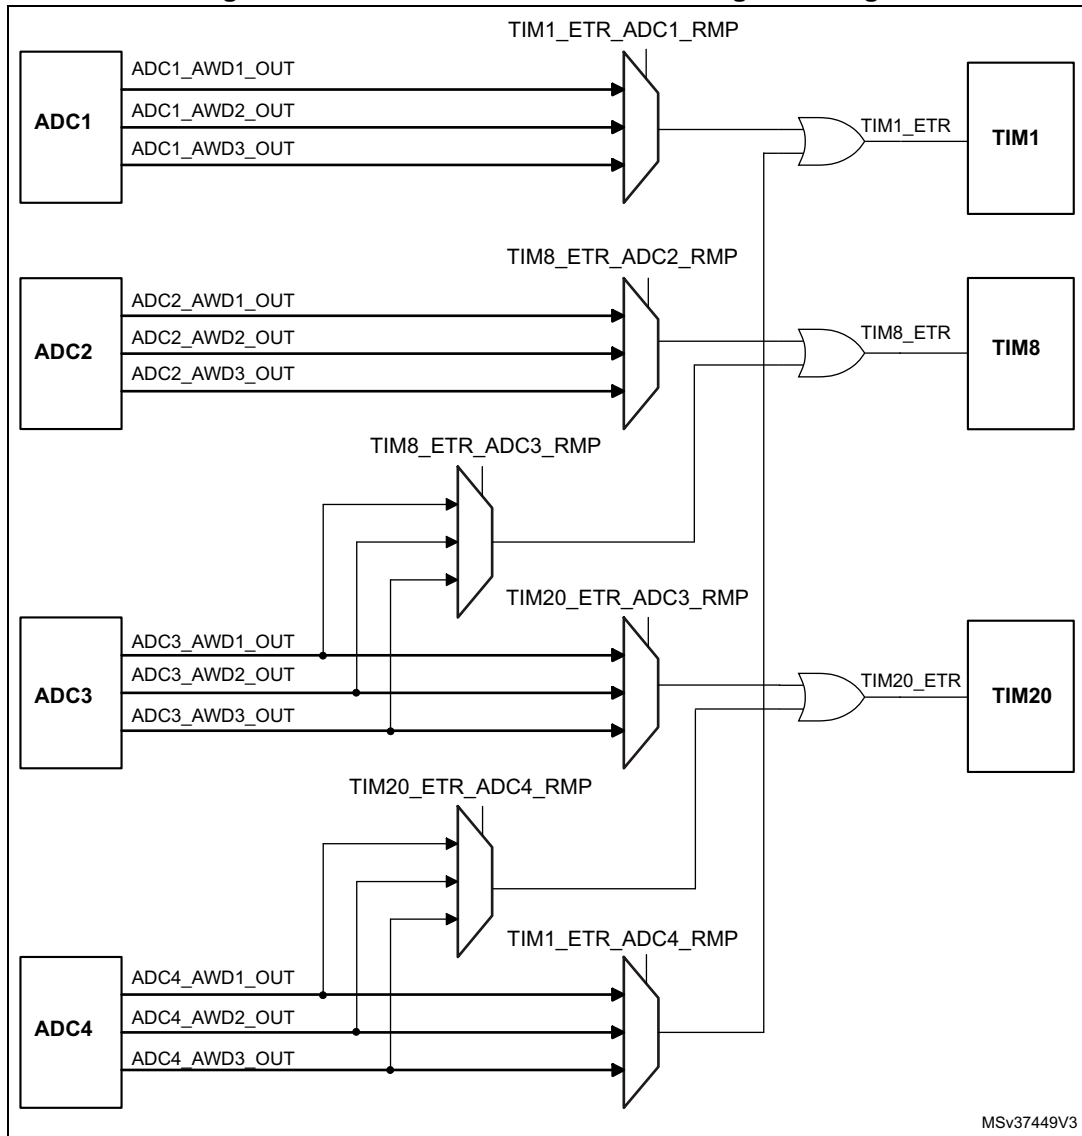 TIM1_ETR_ADC1_RMP
ADC1_AWD1_OUT
ADC1_AWD2_OUT
ADC1_AWD3_OUT
ADC1
TIM1_ETR
TIM1
TIM8_ETR_ADC2_RMP
ADC2_AWD1_OUT
ADC2_AWD2_OUT
ADC2_AWD3_OUT
ADC2
TIM8_ETR
TIM8
TIM8_ETR_ADC3_RMP
TIM20_ETR_ADC3_RMP
ADC3_AWD1_OUT
ADC3_AWD2_OUT
ADC3_AWD3_OUT
ADC3
TIM20_ETR
TIM20
TIM20_ETR_ADC4_RMP
TIM1_ETR_ADC4_RMP
ADC4_AWD1_OUT
ADC4_AWD2_OUT
ADC4_AWD3_OUT
ADC4
MSv37449V3